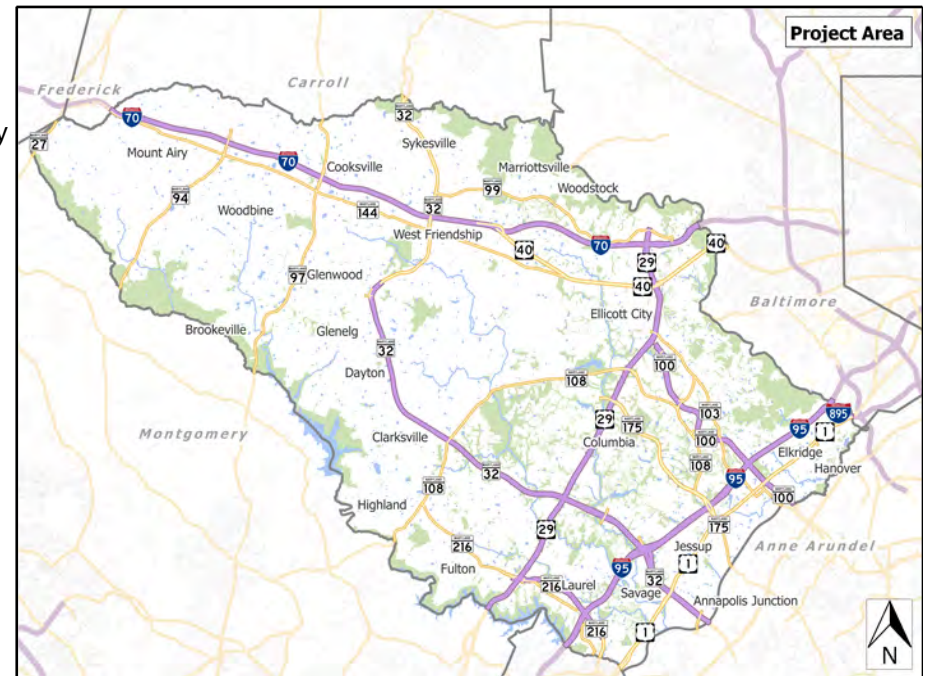 Project Area
Frederick
Carroll
y
70
32
27
Mount Airy
Sykesville
70
Cooksville
Marriottsville
99
Woodstock
94
144
32
Woodbine
West Friendship
40
70
40
29
97
Glenwood
40
Baltimore
Ellicott City
Brookeville
Glenelg
32
100
Dayton
108
895
29
175
103
95
1
Montgomery
Clarksville
Columbia
100
Elkridge
108
Hanover
32
95
108
100
Highland
29
175
216
Jessup
Anne Arundel
Fulton
1
95
32
216
Laurel
Savage
Annapolis Junction
216
1
N